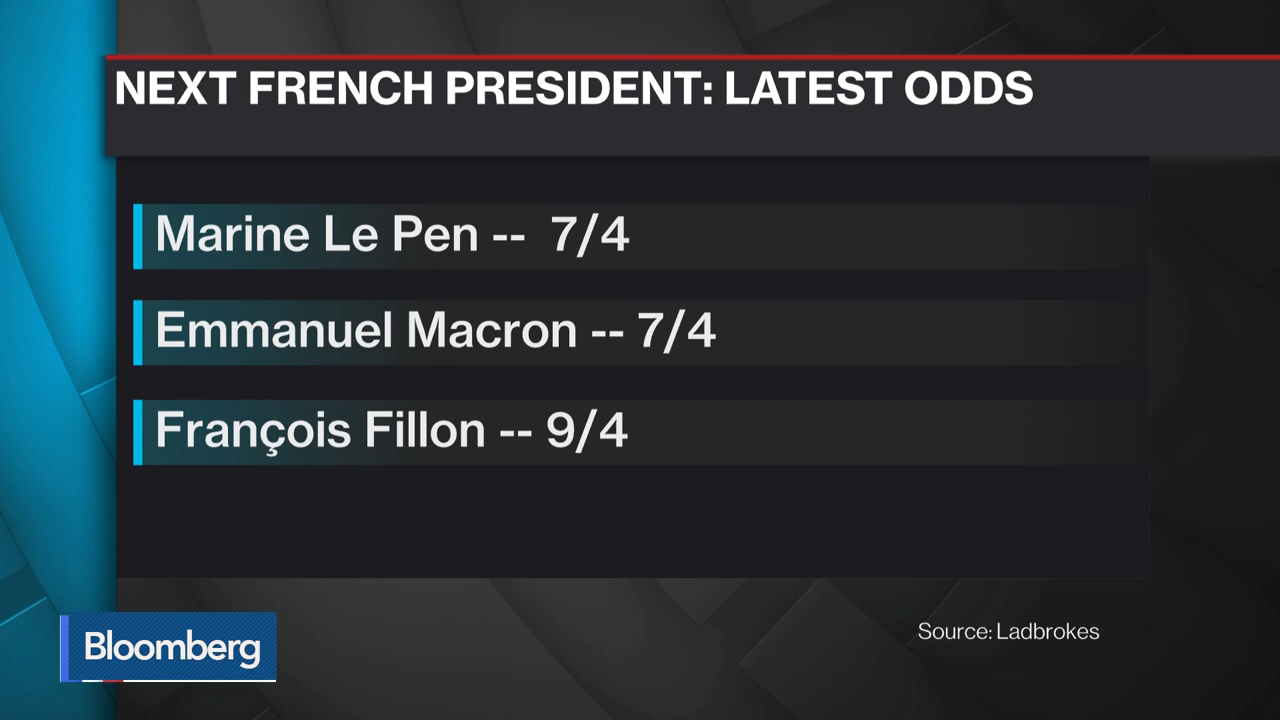 NEXT FRENCH PRESIDENT: LATEST ODDS
Marine Le Pen --  7/4
Emmanuel Macron -- 7/4
François Fillon -- 9/4
Source: Ladbrokes
Bloomberg